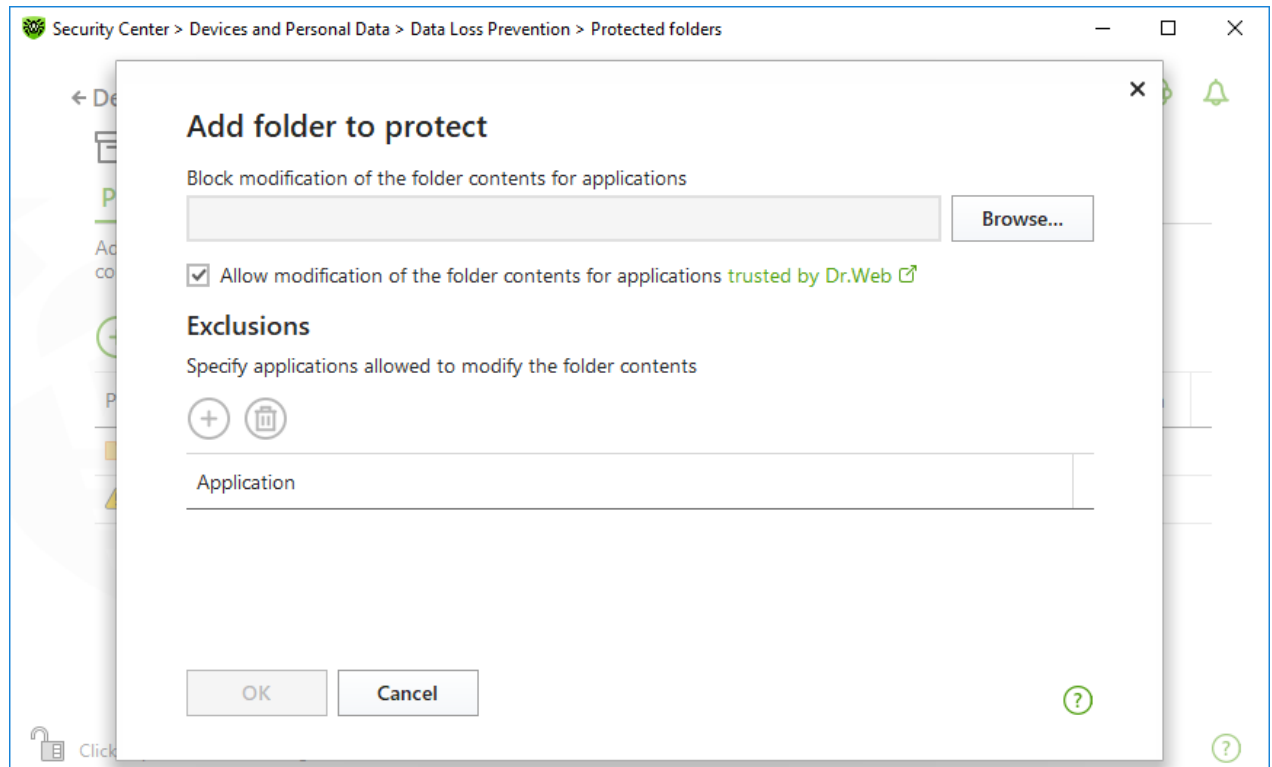 Security Center > Devices and Personal Data > Data Loss Prevention > Protected folders
Add folder to protect
Block modification of the folder contents for applications
Browse...
Allow modification of the folder contents for applications trusted by Dr.Web
Exclusions
Specify applications allowed to modify the folder contents
Application
OK
Cancel
?
Click
?